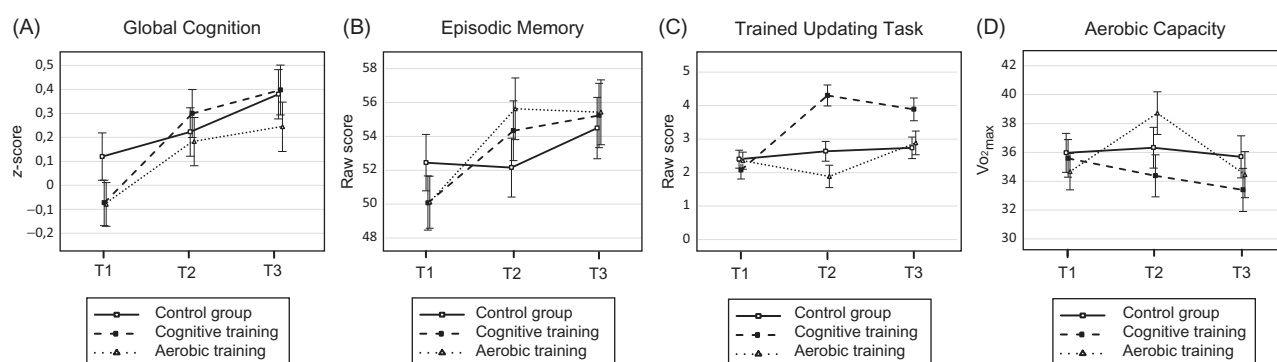 (A) Global Cognition
z-score
0,5
0,4
0,3
0,2
0,1
0
−0,1
−0,2
T1 T2 T3
Control group
Cognitive training
Aerobic training
(B) Episodic Memory
Raw score
58
56
54
52
50
48
T1 T2 T3
Control group
Cognitive training
Aerobic training
(C) Trained Updating Task
Raw score
5
4
3
2
1
0
T1 T2 T3
Control group
Cognitive training
Aerobic training
(D) Aerobic Capacity
Vo2max
42
40
38
36
34
32
30
T1 T2 T3
Control group
Cognitive training
Aerobic training